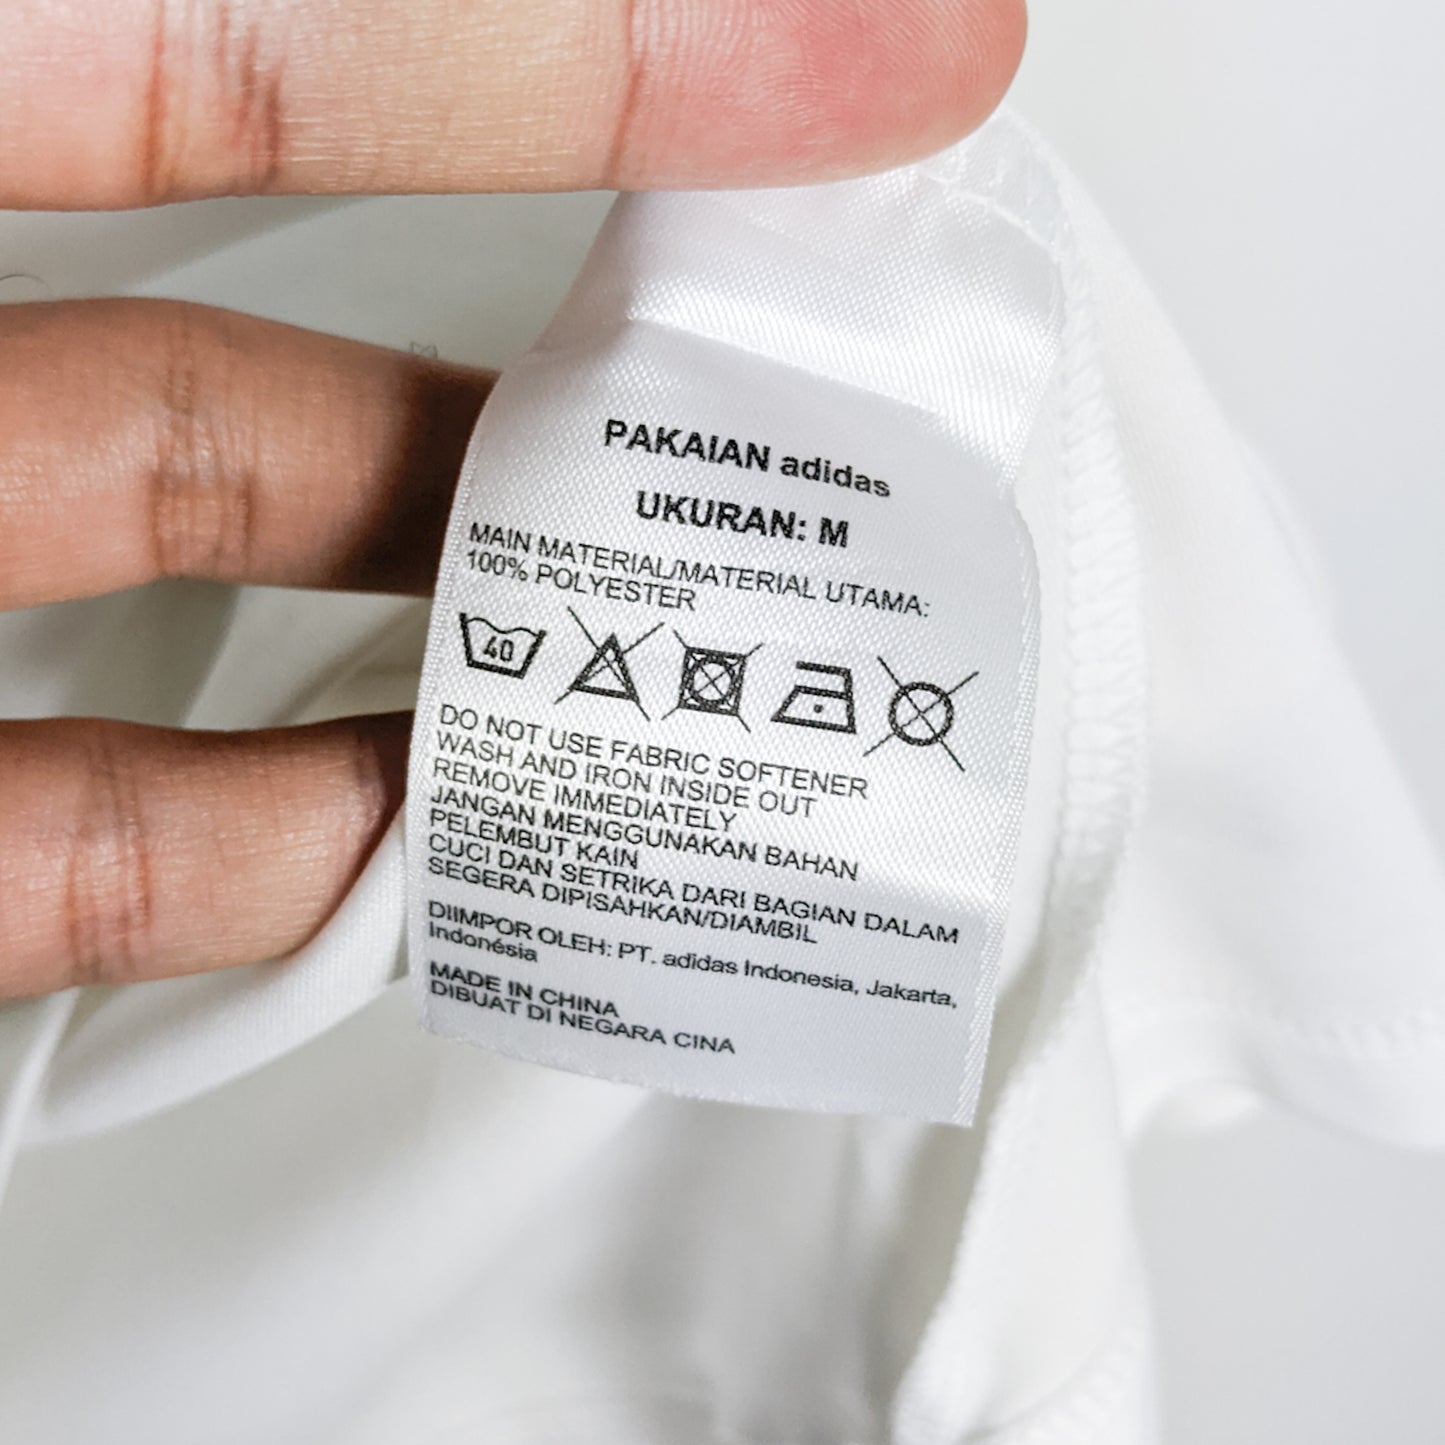 PAKAIAN adidas
UKURAN: M
MAIN MATERIAL/MATERIAL UTAMA:
100% POLYESTER
40
DO NOT USE FABRIC SOFTENER
WASH AND IRON INSIDE OUT
REMOVE IMMEDIATELY
JANGAN MENGGUNAKAN BAHAN
PELEMBUT KAIN
CUCI DAN SETRIKA DARI BAGIAN DALAM
SEGERA DIPISAHKAN/DIAMBIL
DIIMPOR OLEH: PT. adidas Indonesia, Jakarta,
Indonésia
MADE IN CHINA
DIBUAT DI NEGARA CINA